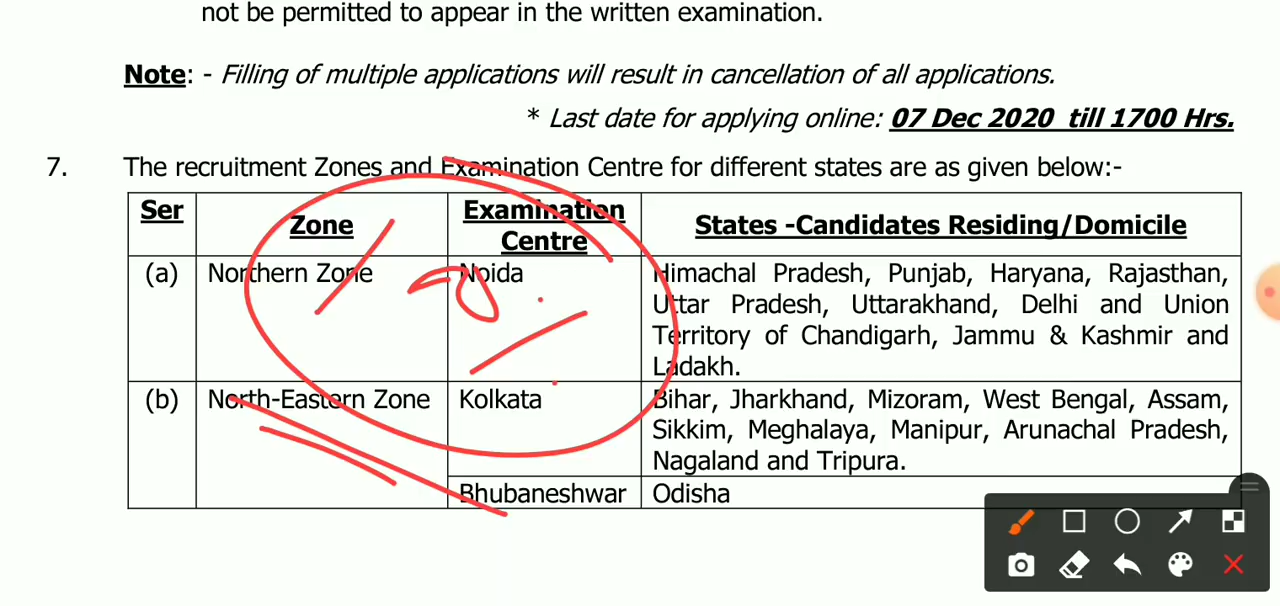 not be permitted to appear in the written examination.
Note: - Filling of multiple applications will result in cancellation of all applications.
* Last date for applying online: 07 Dec 2020 till 1700 Hrs.
7. The recruitment Zones and Examination Centre for different states are as given below:-
Ser Zone Examination Centre States -Candidates Residing/Domicile
(a) Northern Zone Noida Himachal Pradesh, Punjab, Haryana, Rajasthan,
Uttar Pradesh, Uttarakhand, Delhi and Union
Territory of Chandigarh, Jammu & Kashmir and
Ladakh.
(b) North-Eastern Zone Kolkata Bihar, Jharkhand, Mizoram, West Bengal, Assam,
Sikkim, Meghalaya, Manipur, Arunachal Pradesh,
Nagaland and Tripura.
Bhubaneshwar Odisha